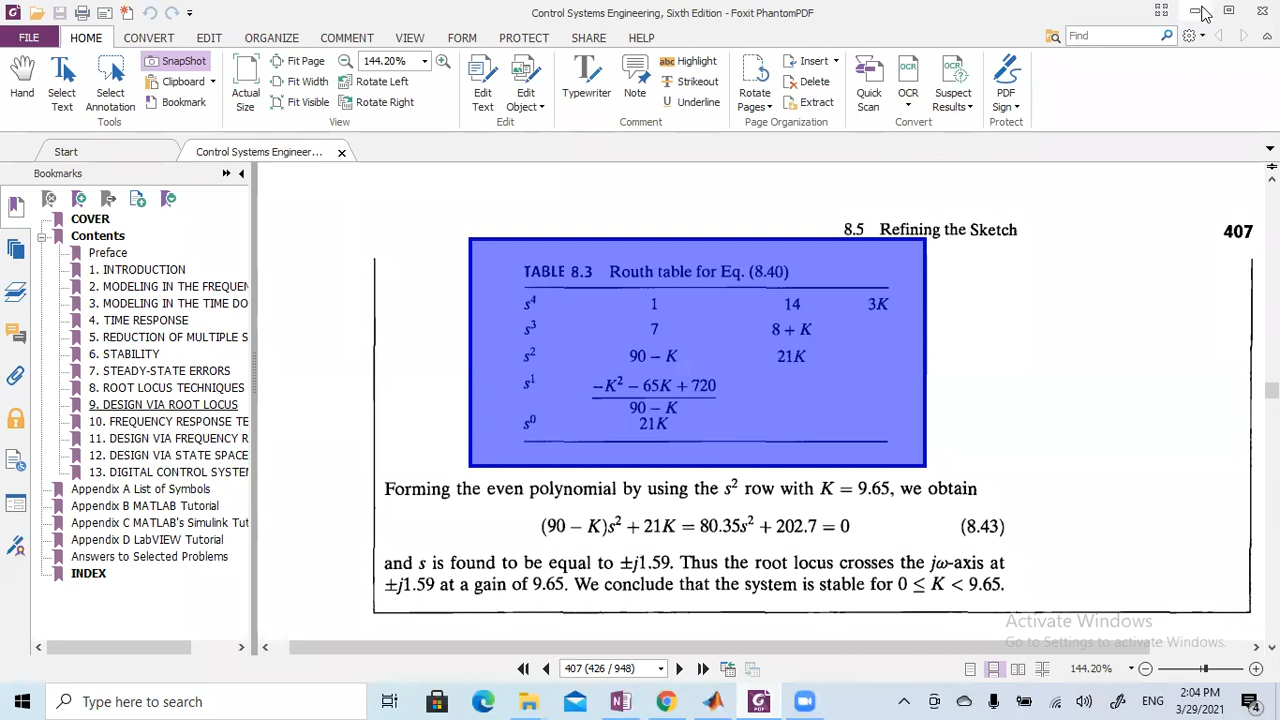 Control Systems Engineering, Sixth Edition - Foxit PhantomPDF
FILE HOME CONVERT EDIT ORGANIZE COMMENT VIEW FORM PROTECT SHARE HELP Find
SnapShot Fit Page 144.20% Highlight Insert
Clipboard Fit Width Rotate Left Strikeout Delete
Bookmark Fit Visible Rotate Right Underline Extract
Hand Select Text Select Annotation Actual Size Edit Text Edit Object Typewriter Note Rotate Pages Quick Scan OCR Suspect Results PDF Sign
Tools View Edit Comment Page Organization Convert Protect
Start Control Systems Engineer...
Bookmarks
COVER
Contents
Preface
1. INTRODUCTION
2. MODELING IN THE FREQUEN
3. MODELING IN THE TIME DO
4. TIME RESPONSE
5. REDUCTION OF MULTIPLE S
6. STABILITY
7. STEADY-STATE ERRORS
8. ROOT LOCUS TECHNIQUES
9. DESIGN VIA ROOT LOCUS
10. FREQUENCY RESPONSE TE
11. DESIGN VIA FREQUENCY R
12. DESIGN VIA STATE SPACE
13. DIGITAL CONTROL SYSTEM
Appendix A List of Symbols
Appendix B MATLAB Tutorial
Appendix C MATLAB's Simulink Tut
Appendix D LabVIEW Tutorial
Answers to Selected Problems
INDEX
8.5 Refining the Sketch 407
TABLE 8.3 Routh table for Eq. (8.40)
s⁴ 1 14 3K
s³ 7 8 + K
s² 90 − K 21K
s¹ −K² − 65K + 720
90 − K
s⁰ 21K
Forming the even polynomial by using the s² row with K = 9.65, we obtain
(90 − K)s² + 21K = 80.35s² + 202.7 = 0 (8.43)
and s is found to be equal to ±j1.59. Thus the root locus crosses the jω-axis at
±j1.59 at a gain of 9.65. We conclude that the system is stable for 0 ≤ K < 9.65.
Activate Windows
Go to Settings to activate Windows.
407 (426 / 948) 144.20%
Type here to search
ENG
2:04 PM
3/29/2021
4